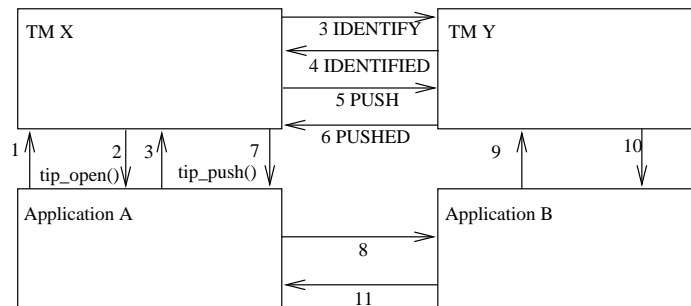 TM X
3 IDENTIFY
TM Y
4 IDENTIFIED
5 PUSH
6 PUSHED
1
2
3
7
9
10
tip_open()
tip_push()
Application A
Application B
8
11